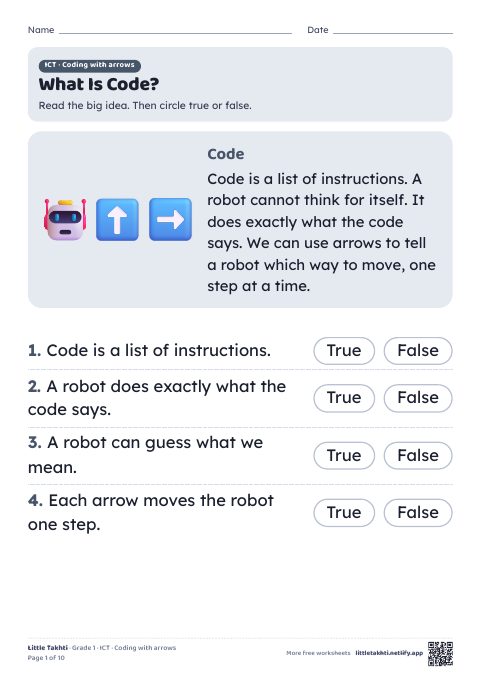 Name
Date
ICT · Coding with arrows
What Is Code?
Read the big idea. Then circle true or false.
Code
Code is a list of instructions. A
robot cannot think for itself. It
does exactly what the code
says. We can use arrows to tell
a robot which way to move, one
step at a time.
1. Code is a list of instructions.
True
False
2. A robot does exactly what the
code says.
True
False
3. A robot can guess what we
mean.
True
False
4. Each arrow moves the robot
one step.
True
False
Little Takhti · Grade 1 · ICT · Coding with arrows
Page 1 of 10
More free worksheets · littletakhti.netlify.app